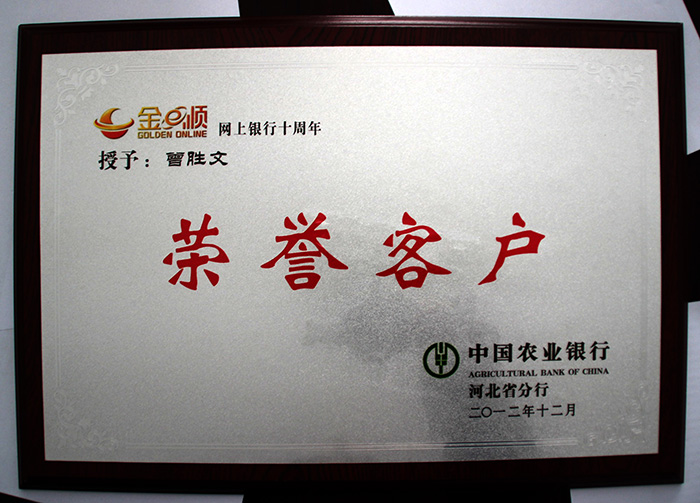 金e顺 网上银行十周年
GOLDEN ONLINE
授予：曾胜文
荣誉客户
中国农业银行
AGRICULTURAL BANK OF CHINA
河北省分行
二〇一二年十二月